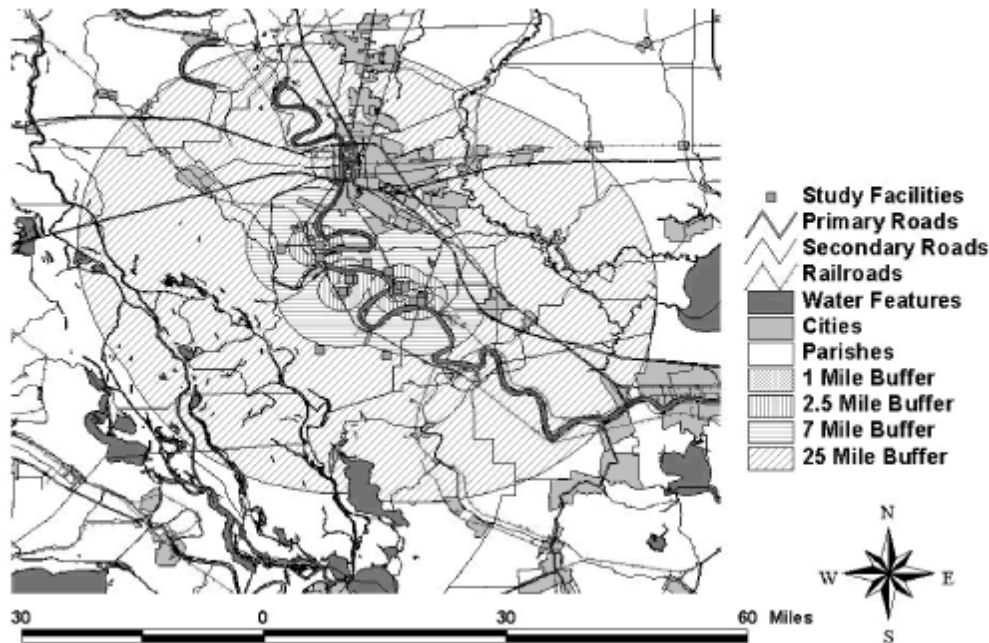 Study Facilities
Primary Roads
Secondary Roads
Railroads
Water Features
Cities
Parishes
1 Mile Buffer
2.5 Mile Buffer
7 Mile Buffer
25 Mile Buffer
N
W E
S
30 0 30 60 Miles